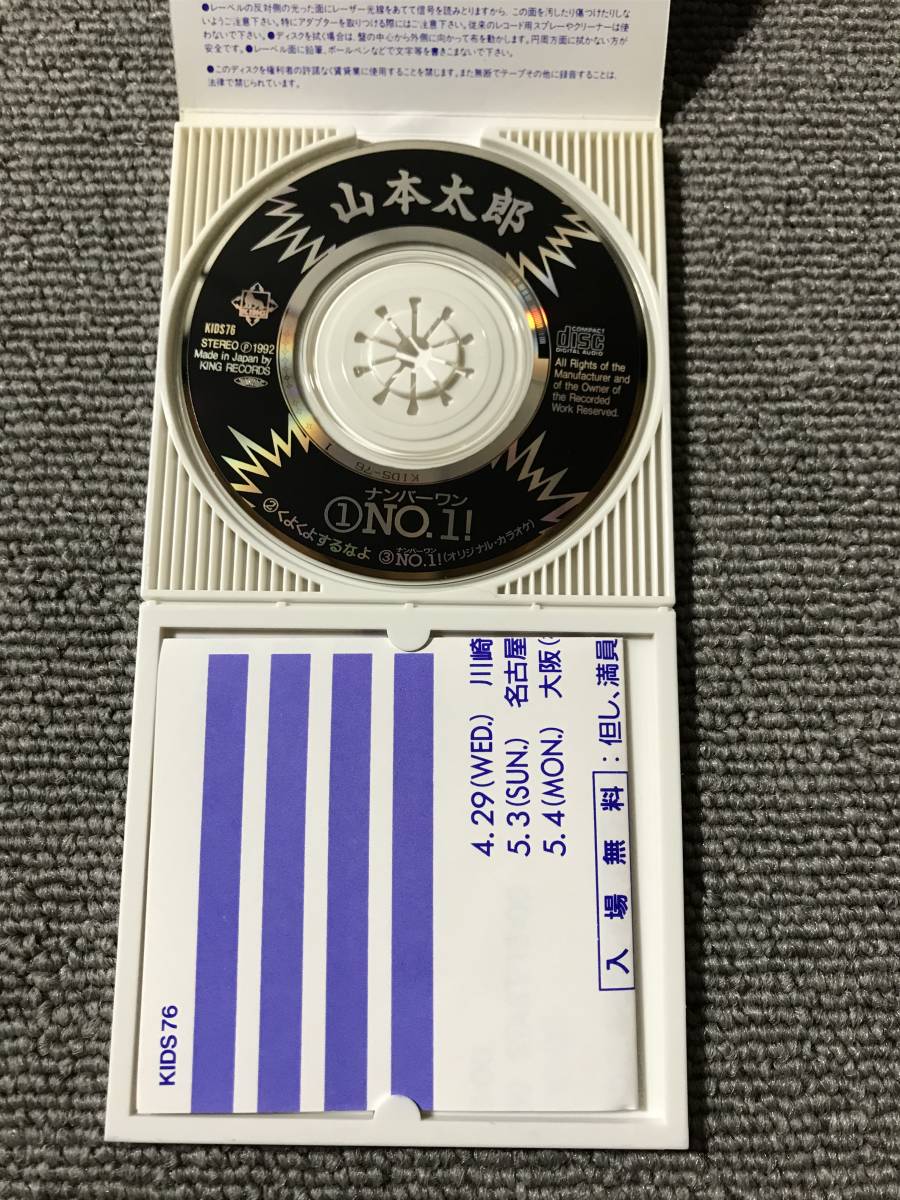 ●レーベルの反対側の光った面にレーザー光線をあてて信号を読みとりますから、この面を汚したり傷つけたりしな
いようご注意下さい。特にアダプターを取りつける際にはご注意下さい。従来のレコード用スプレーやクリーナーは使
わないで下さい。●ディスクを拭く場合は、盤の中心から外側に向かって布を動かします。円周方面に拭かない方が
安全です。●レーベル面に鉛筆、ボールペンなどで文字等を書きこまないで下さい。
●このディスクを権利者の許諾なく賃貸業に使用することを禁じます。また無断でテープその他に録音することは、
法律で禁じられています。
山本太郎
KIDS76
STEREO Ⓟ1992
Made in Japan by
KING RECORDS
COMPACT
disc
DIGITAL AUDIO
All Rights of the
Manufacturer and
of the Owner of
the Recorded
Work Reserved.
KIDS-76
ナンバーワン
①NO.1!
②くよくよするなよ
ナンバーワン
③NO.1!(オリジナル・カラオケ)
4.29(WED.) 川崎
5.3(SUN.) 名古屋
5.4(MON.) 大阪(
入場無料:但し、満員
KIDS76